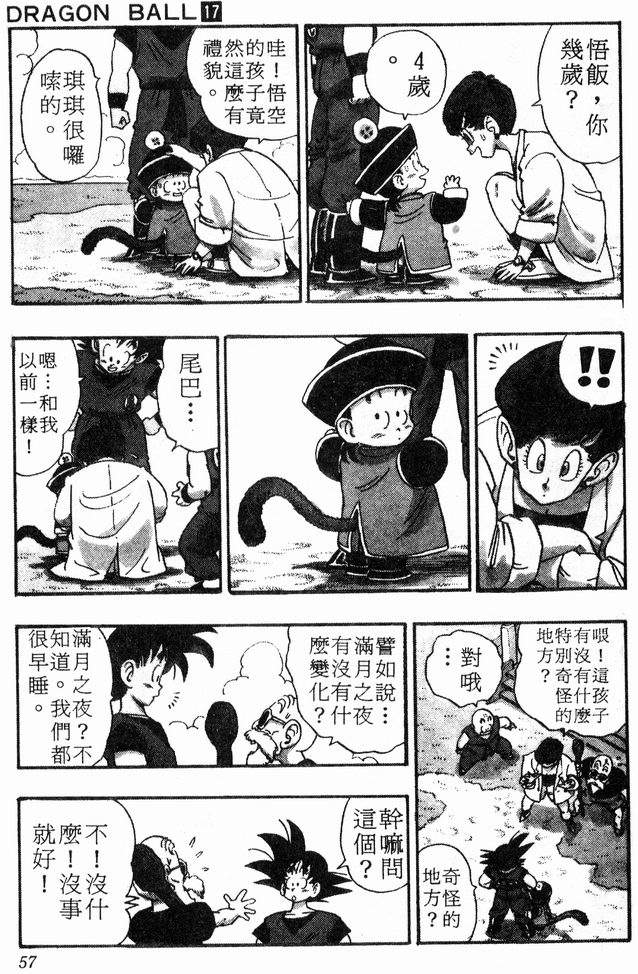 DRAGON BALL 17
悟飯，你
幾歲？
4歲
。
哇！悟空
的孩子竟
然這麼有
禮貌。
琪琪很囉
嗦的。
!!
尾巴…
嗯…和我
以前一樣！
喂！這孩子
有沒有什麼
特別奇怪的
地方？
對哦
…
奇怪的
地方？
譬如說…
滿月之夜
有沒有什
麼變化？
滿月之夜？不
知道。我們都
很早睡。
幹嘛問
這個？
不！沒什
麼！沒事
就好！
57